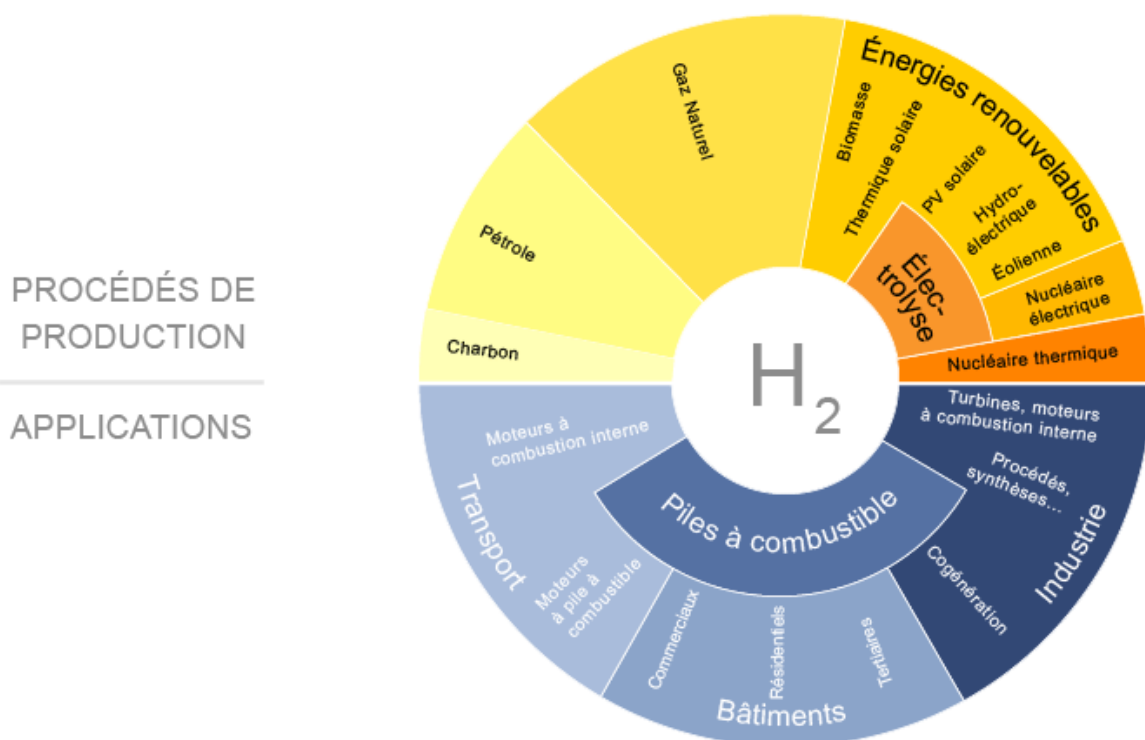 PROCÉDÉS DE
PRODUCTION
APPLICATIONS
Charbon
Pétrole
Gaz Naturel
Énergies renouvelables
Biomasse
Thermique solaire
PV solaire
Hydro-
électrique
Éolienne
Élec-
trolyse
Nucléaire
électrique
Nucléaire thermique
H2
Moteurs à
combustion interne
Transport
Moteurs
à pile à
combustible
Piles à combustible
Commerciaux
Résidentiels
Tertiaires
Bâtiments
Turbines, moteurs
à combustion interne
Procédés,
synthèses...
Cogénération
Industrie